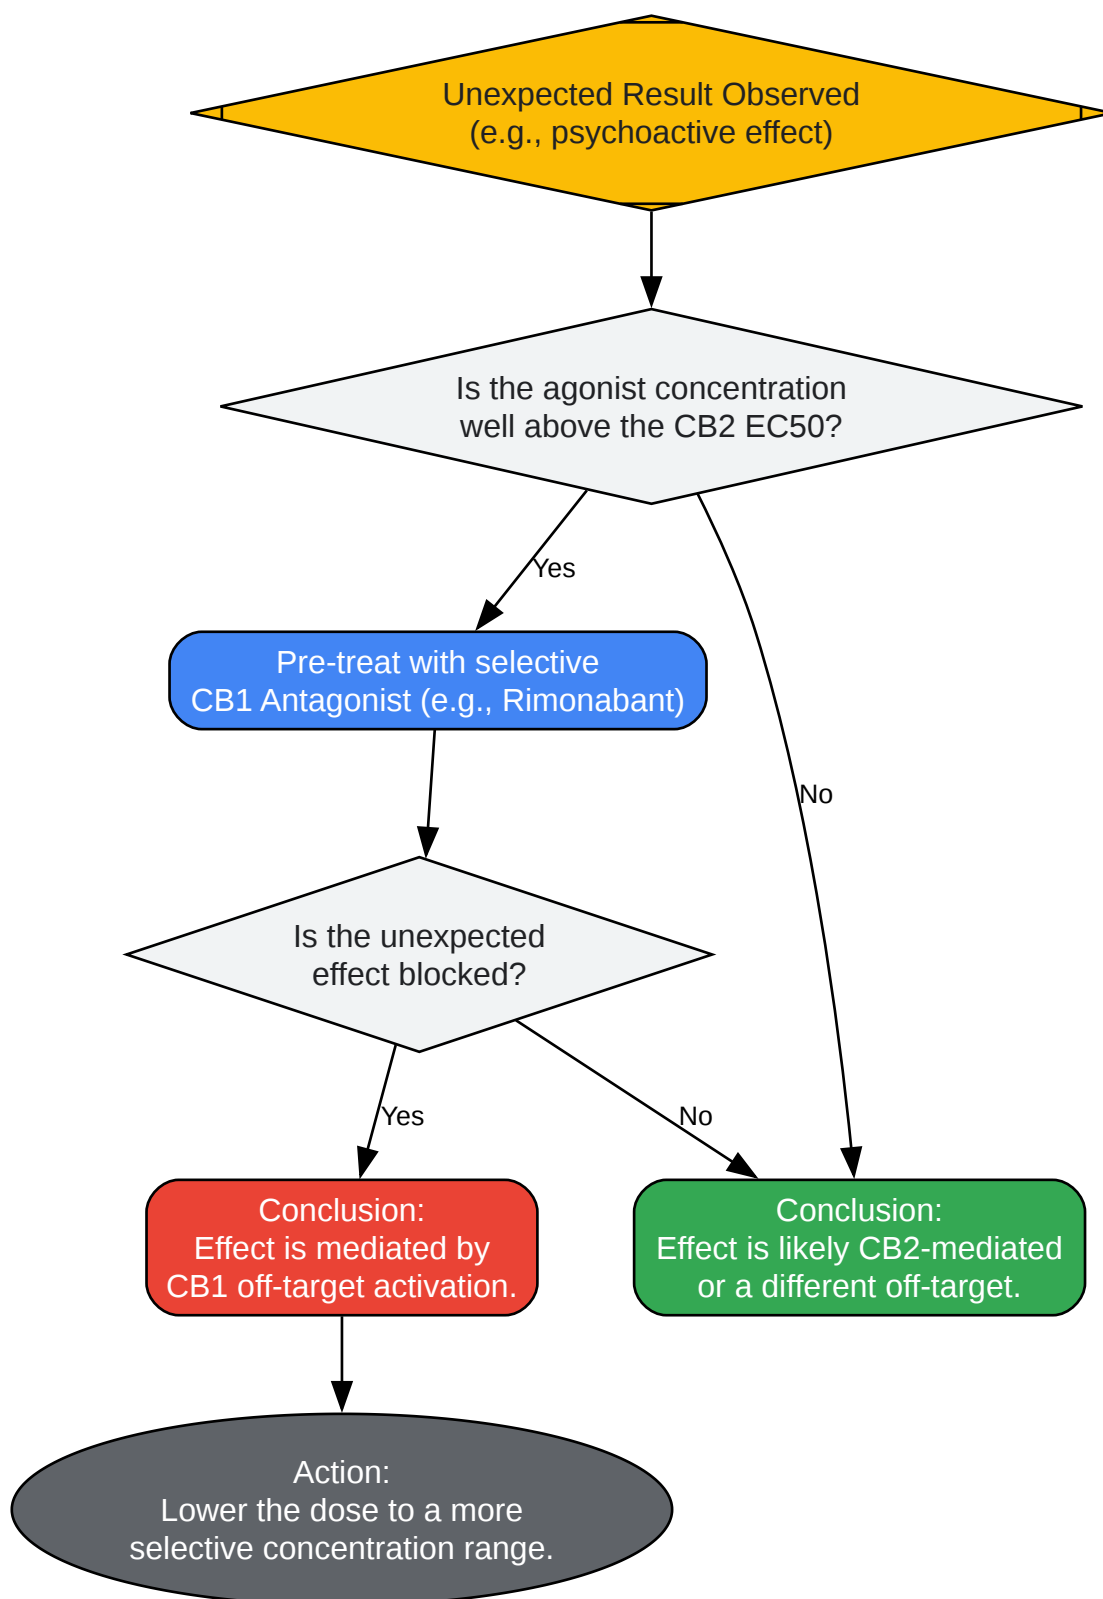 Unexpected Result Observed
(e.g., psychoactive effect)
Is the agonist concentration
well above the CB2 EC50?
Yes
Pre-treat with selective
CB1 Antagonist (e.g., Rimonabant)
No
Is the unexpected
effect blocked?
Yes
No
Conclusion:
Effect is mediated by
CB1 off-target activation.
Conclusion:
Effect is likely CB2-mediated
or a different off-target.
Action:
Lower the dose to a more
selective concentration range.